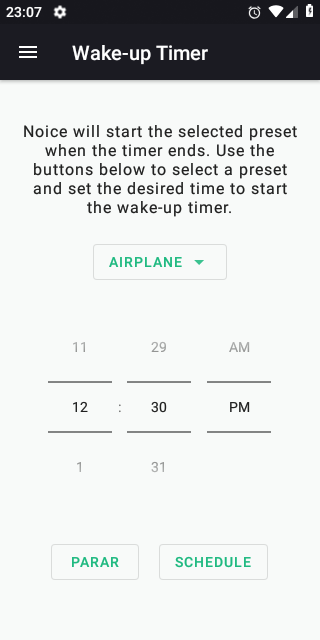 23:07
Wake-up Timer
Noice will start the selected preset
when the timer ends. Use the
buttons below to select a preset
and set the desired time to start
the wake-up timer.
AIRPLANE
11 29 AM
12 : 30 PM
1 31
PARAR SCHEDULE